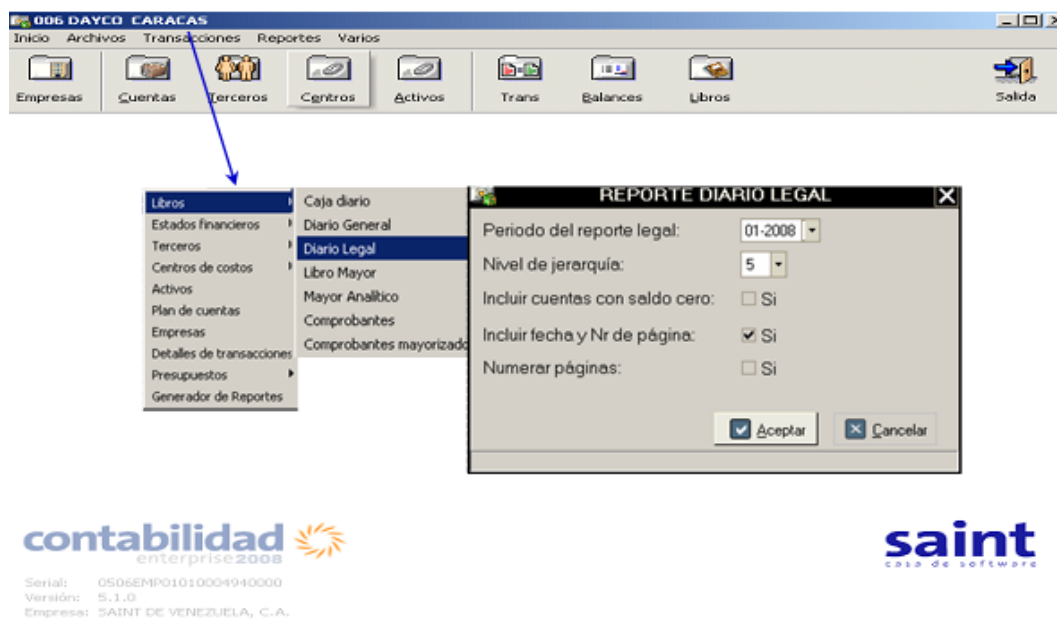 006 DAYCO CARACAS
Inicio Archivos Transacciones Reportes Varios
Empresas Cuentas Terceros Centros Activos Trans Balances Libros Salida
Libros
Estados financieros
Terceros
Centros de costos
Activos
Plan de cuentas
Empresas
Detalles de transacciones
Presupuestos
Generador de Reportes
Caja diario
Diario General
Diario Legal
Libro Mayor
Mayor Analítico
Comprobantes
Comprobantes mayorizado
REPORTE DIARIO LEGAL
Periodo del reporte legal: 01-2008
Nivel de jerarquía: 5
Incluir cuentas con saldo cero: Si
Incluir fecha y Nr de página: Si
Numerar páginas: Si
Aceptar Cancelar
contabilidad
enterprise2008
saint
casa de software
Serial: 0506EMP01010004940000
Versión: 5.1.0
Empresa: SAINT DE VENEZUELA, C.A.